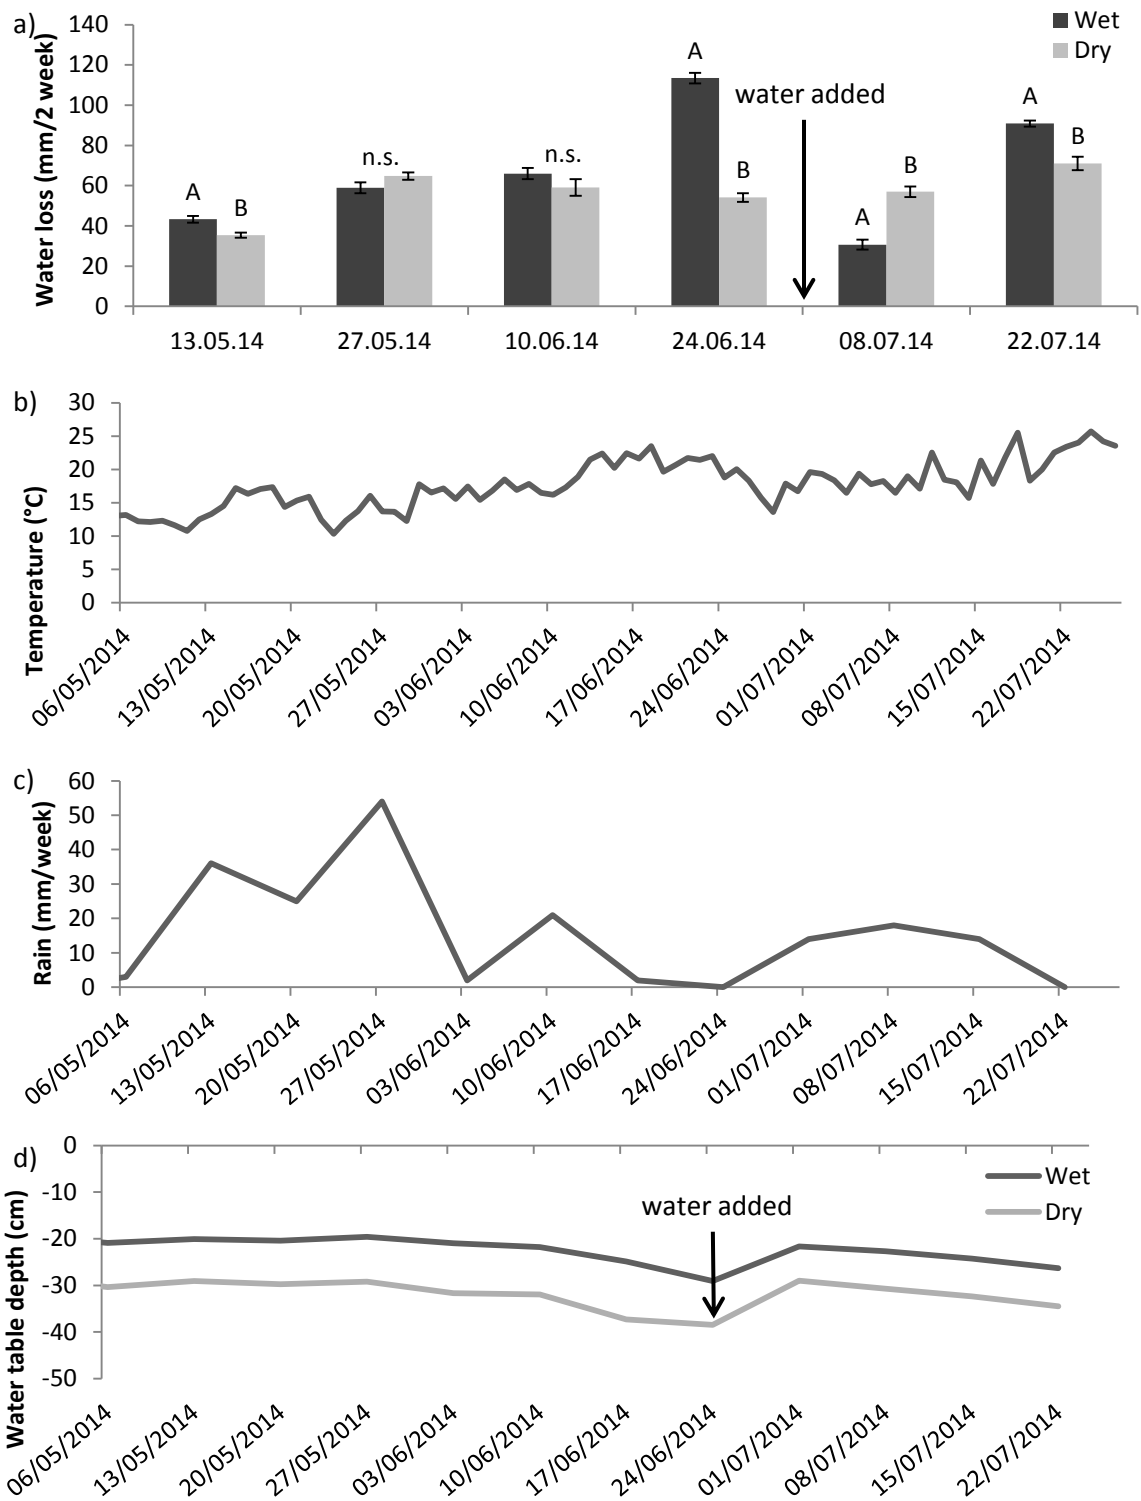 a)
Water loss (mm/2 week)
140
120
100
80
60
40
20
0
Wet
Dry
A
B
n.s.
n.s.
A
B
water added
A
B
A
B
13.05.14
27.05.14
10.06.14
24.06.14
08.07.14
22.07.14
b)
Temperature (°C)
30
25
20
15
10
5
0
06/05/2014
13/05/2014
20/05/2014
27/05/2014
03/06/2014
10/06/2014
17/06/2014
24/06/2014
01/07/2014
08/07/2014
15/07/2014
22/07/2014
c)
Rain (mm/week)
60
50
40
30
20
10
0
06/05/2014
13/05/2014
20/05/2014
27/05/2014
03/06/2014
10/06/2014
17/06/2014
24/06/2014
01/07/2014
08/07/2014
15/07/2014
22/07/2014
d)
Water table depth (cm)
0
-10
-20
-30
-40
-50
Wet
Dry
water added
06/05/2014
13/05/2014
20/05/2014
27/05/2014
03/06/2014
10/06/2014
17/06/2014
24/06/2014
01/07/2014
08/07/2014
15/07/2014
22/07/2014